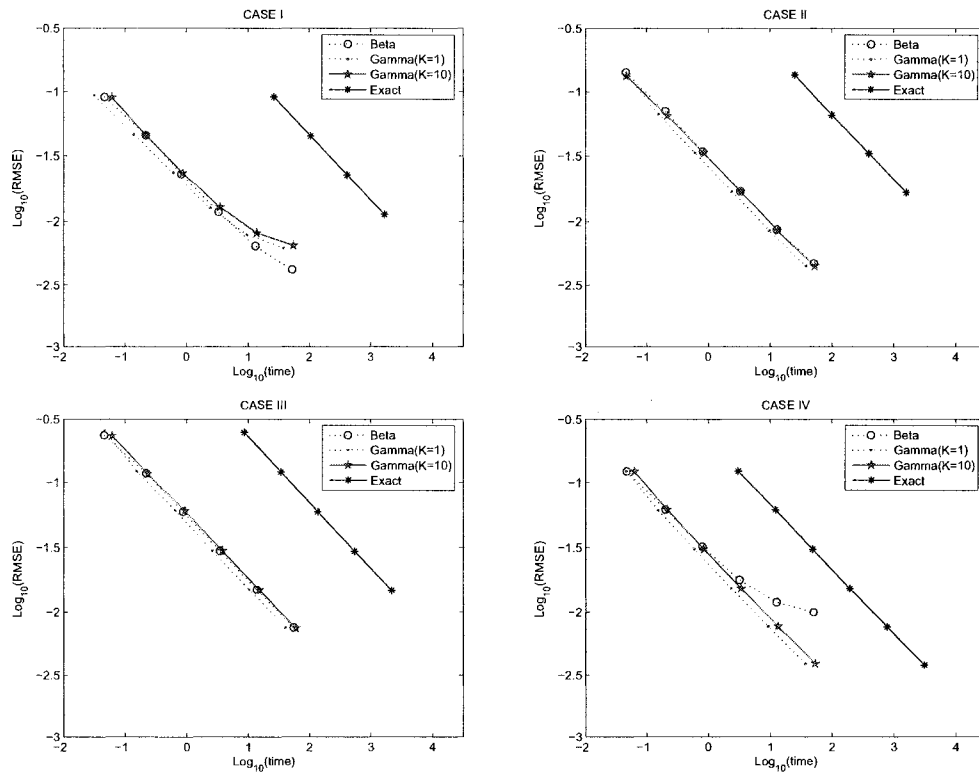 CASE I
−0.5
−1
−1.5
−2
−2.5
−3
Log10(RMSE)
Beta
Gamma(K=1)
Gamma(K=10)
Exact
−2 −1 0 1 2 3 4
Log10(time)
CASE II
−0.5
−1
−1.5
−2
−2.5
−3
Log10(RMSE)
Beta
Gamma(K=1)
Gamma(K=10)
Exact
−2 −1 0 1 2 3 4
Log10(time)
CASE III
−0.5
−1
−1.5
−2
−2.5
−3
Log10(RMSE)
Beta
Gamma(K=1)
Gamma(K=10)
Exact
−2 −1 0 1 2 3 4
Log10(time)
CASE IV
−0.5
−1
−1.5
−2
−2.5
−3
Log10(RMSE)
Beta
Gamma(K=1)
Gamma(K=10)
Exact
−2 −1 0 1 2 3 4
Log10(time)